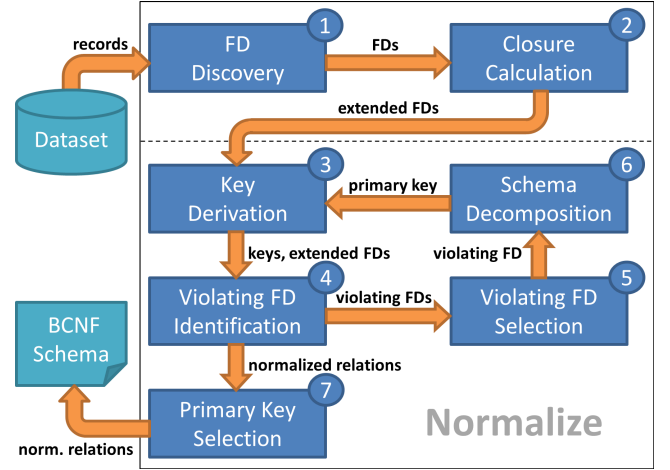 records
Dataset
1
FD
Discovery
FDs
2
Closure
Calculation
extended FDs
3
Key
Derivation
primary key
6
Schema
Decomposition
keys, extended FDs
violating FD
4
Violating FD
Identification
violating FDs
5
Violating FD
Selection
BCNF
Schema
normalized relations
7
Primary Key
Selection
norm. relations
Normalize